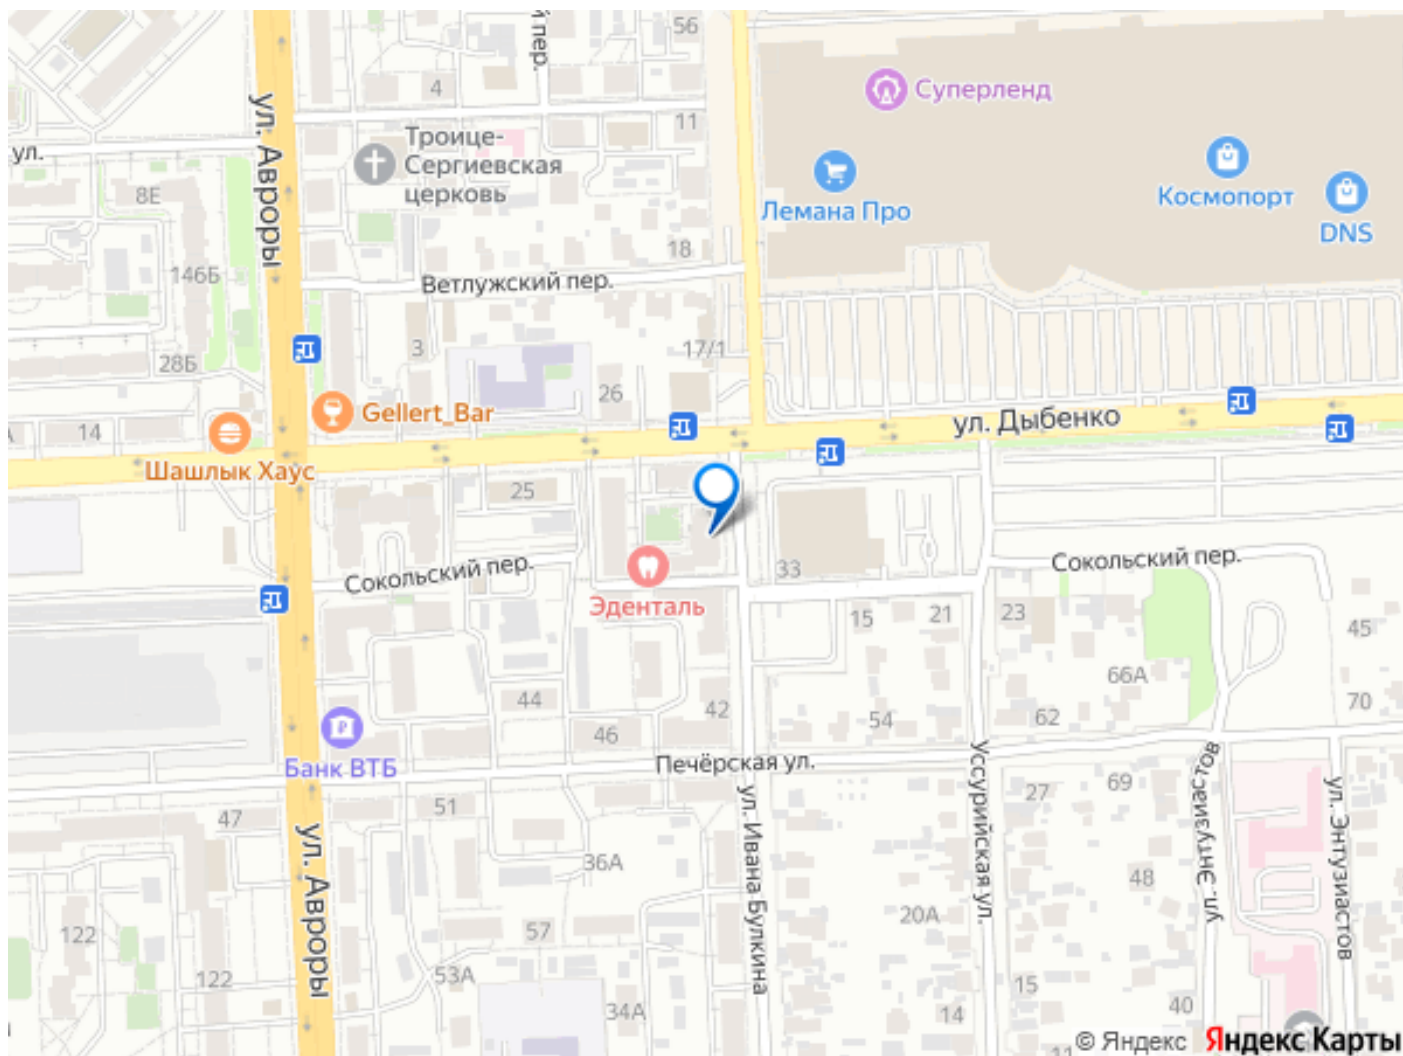 й пер.
56
Суперленд
4
ул. Авроры
11
Троице-
Сергиевская
церковь
ул.
Космопорт
8Е
Лемана Про
DNS
18
146Б
Ветлужский пер.
3
17/1
28Б
26
Gellert_Bar
ул. Дыбенко
14
Шашлык Хаус
25
Сокольский пер.
Сокольский пер.
33
Эденталь
15
21
23
45
66А
44
42
54
62
70
46
Банк ВТБ
Печёрская ул.
51
47
ул. Авроры
36А
ул. Ивана Булкина
Уссурийская ул.
27
69
ул. Энтузиастов
ул. Энтузиастов
48
20А
57
122
122
53А
34А
14
15
40
11
© Яндекс Яндекс Карты